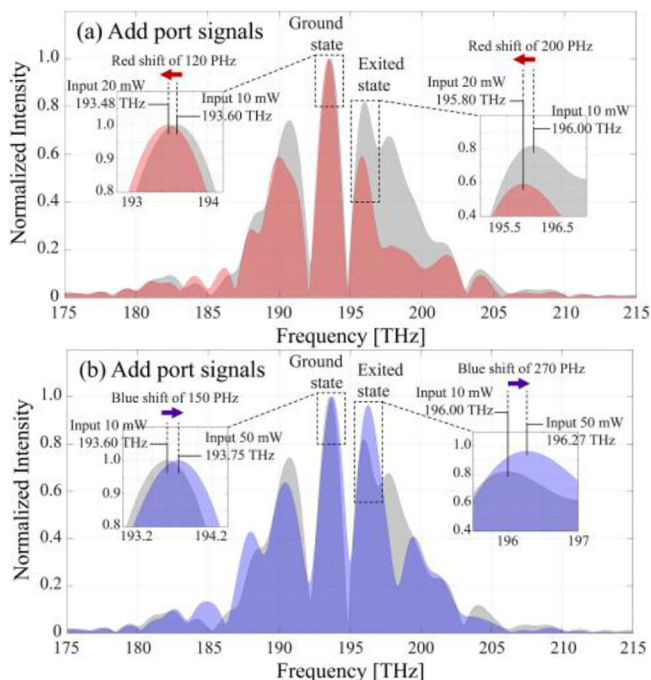 (a) Add port signals
Ground
state
Exited
state
Red shift of 120 PHz
Input 20 mW
193.48 THz
Input 10 mW
193.60 THz
1.0
0.9
0.8
193
194
Red shift of 200 PHz
Input 20 mW
195.80 THz
Input 10 mW
196.00 THz
0.8
0.6
0.4
195.5
196.5
Normalized Intensity
1.0
0.8
0.6
0.4
0.2
0
175 180 185 190 195 200 205 210 215
Frequency [THz]
(b) Add port signals
Ground
state
Exited
state
Blue shift of 150 PHz
Input 10 mW
193.60 THz
Input 50 mW
193.75 THz
1.0
0.9
0.8
193.2
194.2
Blue shift of 270 PHz
Input 10 mW
196.00 THz
Input 50 mW
196.27 THz
1.0
0.8
0.6
0.4
196
197
Normalized Intensity
1.0
0.8
0.6
0.4
0.2
0
175 180 185 190 195 200 205 210 215
Frequency [THz]